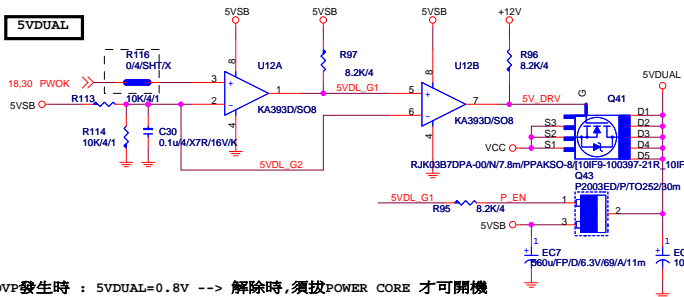 5VDUAL
5VSB
5VSB
+12V
R116
0/4/SHT/X
18,30 PWOK
5VSB
R113
10K/4/1
R114
10K/4/1
C30
0.1u/4/X7R/16V/K
8
3
2
1
4
+
-
U12A
KA393D/SO8
R97
8.2K/4
5VDL_G1
5VDL_G2
8
5
6
7
4
+
-
U12B
KA393D/SO8
R96
8.2K/4
5V_DRV
5VDUAL
G
Q41
S3
S2
S1
D1
D2
D3
D4
D5
VCC
RJK03B7DPA-00/N/7.8m/PPAKSO-8/[10IF9-100397-21R_10IF
Q43
P2003ED/P/TO252/30m
5VDL_G1
R95
8.2K/4
P_EN
1
3
2
5VSB
1
EC7
560u/FP/D/6.3V/69/A/11m
1
EC
10
OVP發生時 : 5VDUAL=0.8V --> 解除時,須拔POWER CORE 才可開機